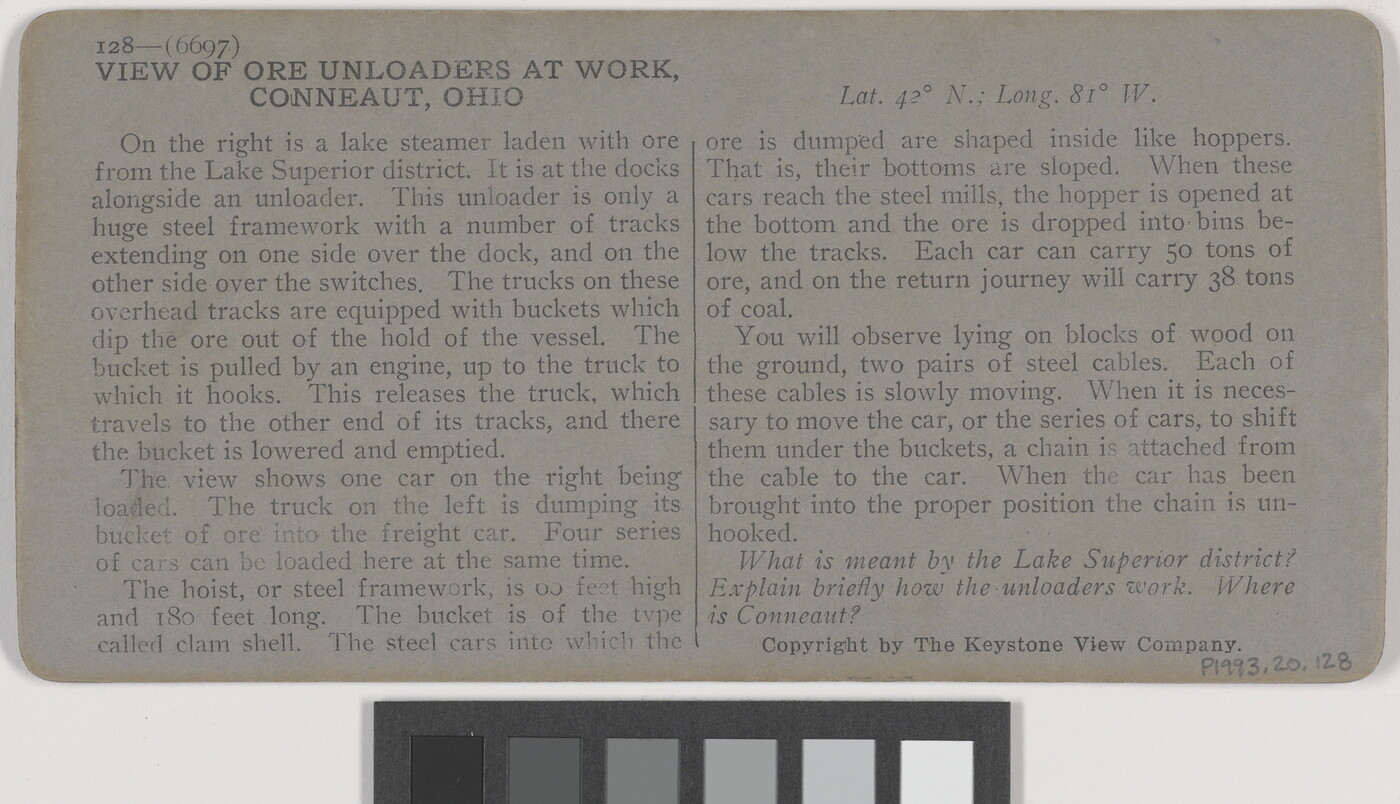 128—(6697)
VIEW OF ORE UNLOADERS AT WORK,
CONNEAUT, OHIO
Lat. 42° N.; Long. 81° W.
On the right is a lake steamer laden with ore
from the Lake Superior district. It is at the docks
alongside an unloader. This unloader is only a
huge steel framework with a number of tracks
extending on one side over the dock, and on the
other side over the switches. The trucks on these
overhead tracks are equipped with buckets which
dip the ore out of the hold of the vessel. The
bucket is pulled by an engine, up to the truck to
which it hooks. This releases the truck, which
travels to the other end of its tracks, and there
the bucket is lowered and emptied.
The view shows one car on the right being
loaded. The truck on the left is dumping its
bucket of ore into the freight car. Four series
of cars can be loaded here at the same time.
The hoist, or steel framework, is feet high
and 180 feet long. The bucket is of the type
called clam shell. The steel cars into which the
ore is dumped are shaped inside like hoppers.
That is, their bottoms are sloped. When these
cars reach the steel mills, the hopper is opened at
the bottom and the ore is dropped into bins be-
low the tracks. Each car can carry 50 tons of
ore, and on the return journey will carry 38 tons
of coal.
You will observe lying on blocks of wood on
the ground, two pairs of steel cables. Each of
these cables is slowly moving. When it is neces-
sary to move the car, or the series of cars, to shift
them under the buckets, a chain is attached from
the cable to the car. When the car has been
brought into the proper position the chain is un-
hooked.
What is meant by the Lake Superior district?
Explain briefly how the unloaders work. Where
is Conneaut?
Copyright by The Keystone View Company.
P1993.20.128